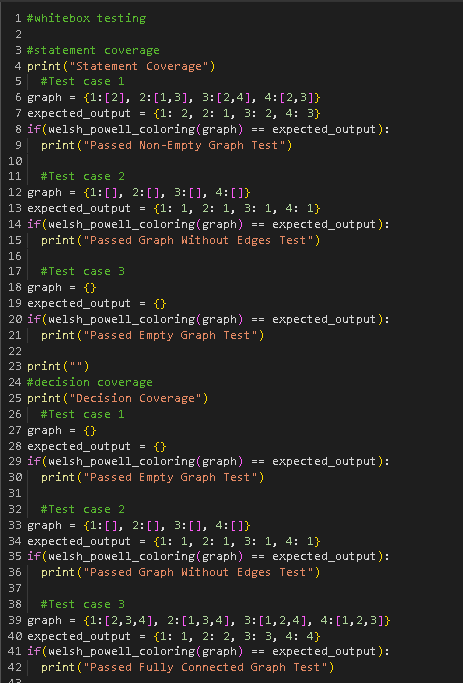 1 #whitebox testing
2
3 #statement coverage
4 print("Statement Coverage")
5   #Test case 1
6 graph = {1:[2], 2:[1,3], 3:[2,4], 4:[2,3]}
7 expected_output = {1: 2, 2: 1, 3: 2, 4: 3}
8 if(welsh_powell_coloring(graph) == expected_output):
9   print("Passed Non-Empty Graph Test")
10
11   #Test case 2
12 graph = {1:[], 2:[], 3:[], 4:[]}
13 expected_output = {1: 1, 2: 1, 3: 1, 4: 1}
14 if(welsh_powell_coloring(graph) == expected_output):
15   print("Passed Graph Without Edges Test")
16
17   #Test case 3
18 graph = {}
19 expected_output = {}
20 if(welsh_powell_coloring(graph) == expected_output):
21   print("Passed Empty Graph Test")
22
23 print("")
24 #decision coverage
25 print("Decision Coverage")
26   #Test case 1
27 graph = {}
28 expected_output = {}
29 if(welsh_powell_coloring(graph) == expected_output):
30   print("Passed Empty Graph Test")
31
32   #Test case 2
33 graph = {1:[], 2:[], 3:[], 4:[]}
34 expected_output = {1: 1, 2: 1, 3: 1, 4: 1}
35 if(welsh_powell_coloring(graph) == expected_output):
36   print("Passed Graph Without Edges Test")
37
38   #Test case 3
39 graph = {1:[2,3,4], 2:[1,3,4], 3:[1,2,4], 4:[1,2,3]}
40 expected_output = {1: 1, 2: 2, 3: 3, 4: 4}
41 if(welsh_powell_coloring(graph) == expected_output):
42   print("Passed Fully Connected Graph Test")